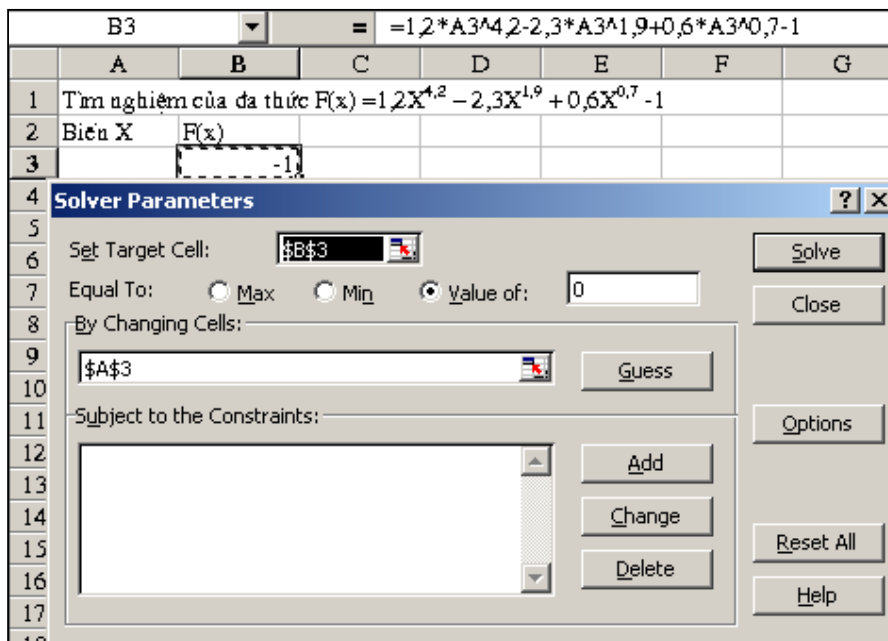 B3 = =1,2*A3^4,2-2,3*A3^1,9+0,6*A3^0,7-1
A B C D E F G
1 Tìm nghiệm của đa thức F(x) =1,2X^4,2 – 2,3X^1,9 + 0,6X^0,7 -1
2 Biến X F(x)
3 -1
4 Solver Parameters ? X
5
6 Set Target Cell: $B$3 Solve
7 Equal To: Max Min Value of: 0 Close
8 By Changing Cells:
9 $A$3 Guess
10
11 Subject to the Constraints: Options
12 Add
13
14 Change
15 Reset All
16 Delete
17 Help
18